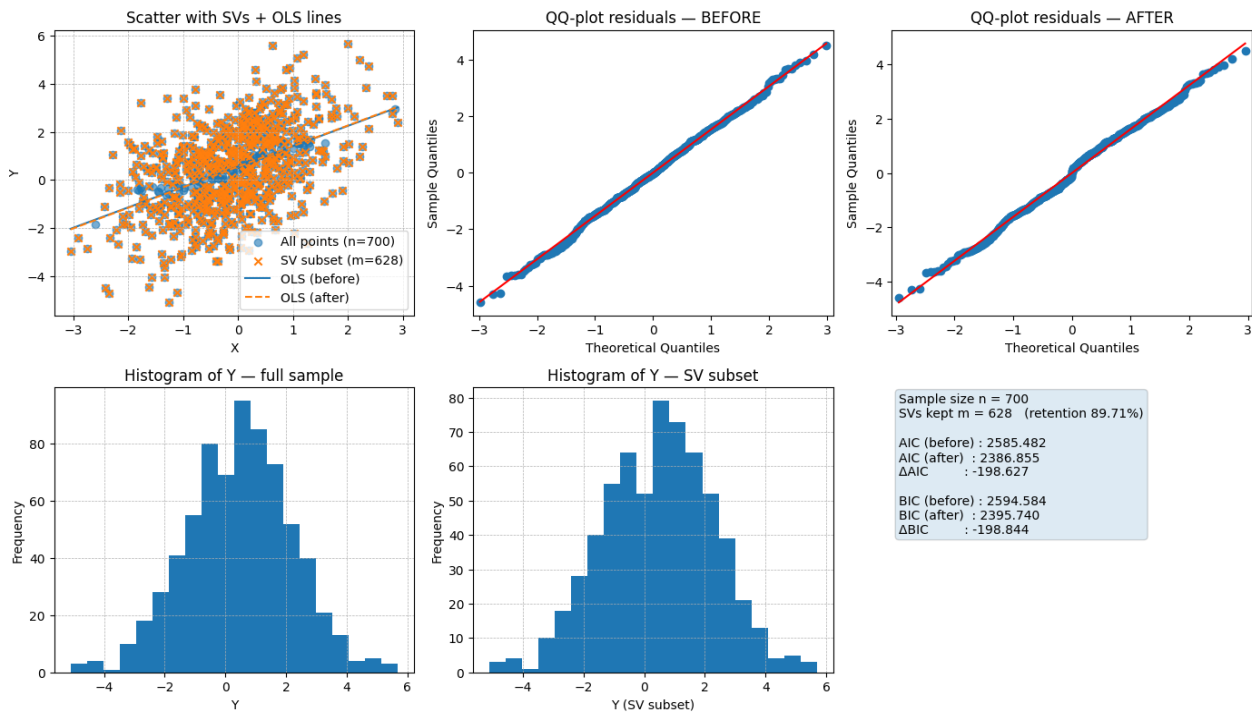 Scatter with SVs + OLS lines
6
4
2
0
−2
−4
Y
−3
−2
−1
0
1
2
3
X
All points (n=700)
SV subset (m=628)
OLS (before)
OLS (after)
QQ-plot residuals — BEFORE
4
2
0
−2
−4
Sample Quantiles
−3
−2
−1
0
1
2
3
Theoretical Quantiles
QQ-plot residuals — AFTER
4
2
0
−2
−4
Sample Quantiles
−3
−2
−1
0
1
2
3
Theoretical Quantiles
Histogram of Y — full sample
80
60
40
20
0
Frequency
−4
−2
0
2
4
6
Y
Histogram of Y — SV subset
80
70
60
50
40
30
20
10
0
Frequency
−4
−2
0
2
4
6
Y (SV subset)
Sample size n = 700
SVs kept m = 628 (retention 89.71%)
AIC (before) : 2585.482
AIC (after) : 2386.855
ΔAIC : -198.627
BIC (before) : 2594.584
BIC (after) : 2395.740
ΔBIC : -198.844